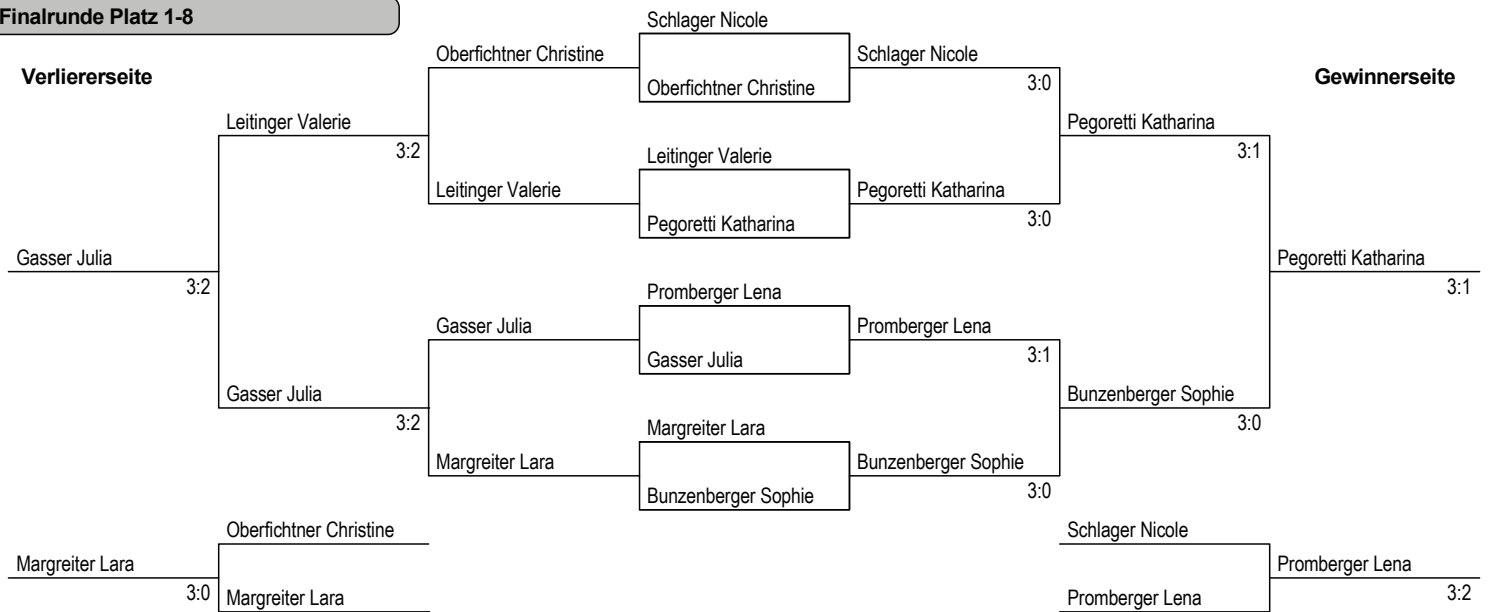 Finalrunde Platz 1-8
Verliererseite
Gewinnerseite
Schlager Nicole
Oberfichtner Christine
Schlager Nicole
3:0
Oberfichtner Christine
Leitinger Valerie
3:2
Pegoretti Katharina
3:1
Leitinger Valerie
Leitinger Valerie
Pegoretti Katharina
3:0
Pegoretti Katharina
Gasser Julia
3:2
Pegoretti Katharina
3:1
Promberger Lena
Gasser Julia
Promberger Lena
3:1
Gasser Julia
Gasser Julia
3:2
Bunzenberger Sophie
3:0
Margreiter Lara
Margreiter Lara
Bunzenberger Sophie
3:0
Bunzenberger Sophie
Oberfichtner Christine
Schlager Nicole
Margreiter Lara
3:0
Promberger Lena
3:2
Margreiter Lara
Promberger Lena